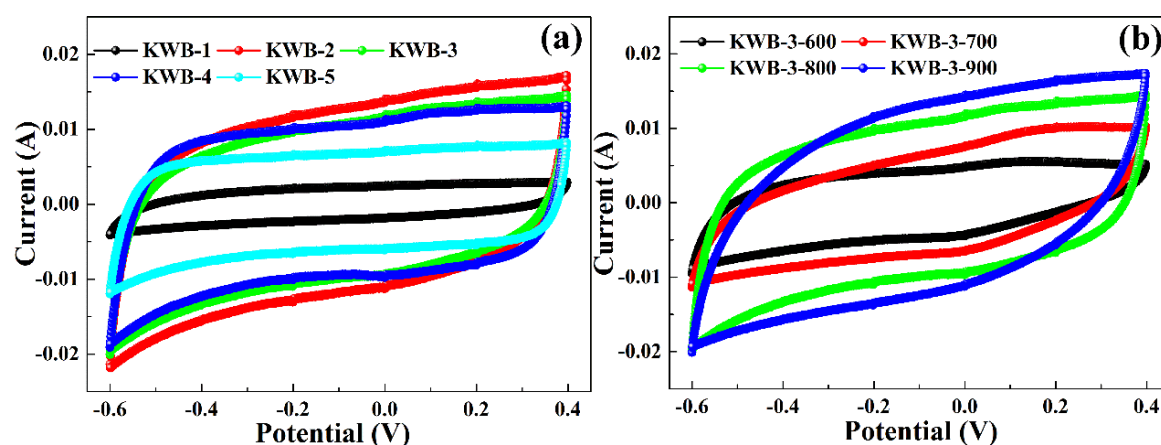 (a)
KWB-1 KWB-2 KWB-3
KWB-4 KWB-5
0.02
0.01
0.00
-0.01
-0.02
Current (A)
-0.6 -0.4 -0.2 0.0 0.2 0.4
Potential (V)
(b)
KWB-3-600 KWB-3-700
KWB-3-800 KWB-3-900
0.02
0.01
0.00
-0.01
-0.02
Current (A)
-0.6 -0.4 -0.2 0.0 0.2 0.4
Potential (V)